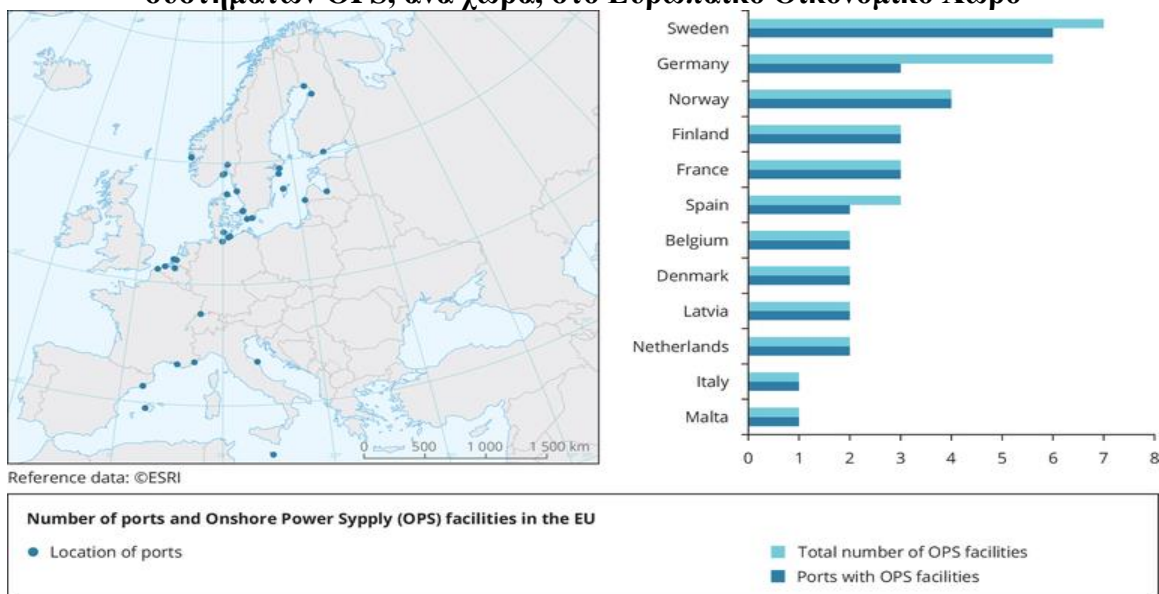 συστημάτων OPS, ανά χώρα, στο Ευρωπαϊκό Οικονομικό Χώρο
Sweden
Germany
Norway
Finland
France
Spain
Belgium
Denmark
Latvia
Netherlands
Italy
Malta
0 1 2 3 4 5 6 7 8
0 500 1 000 1 500 km
Reference data: ©ESRI
Number of ports and Onshore Power Sypply (OPS) facilities in the EU
Location of ports
Total number of OPS facilities
Ports with OPS facilities